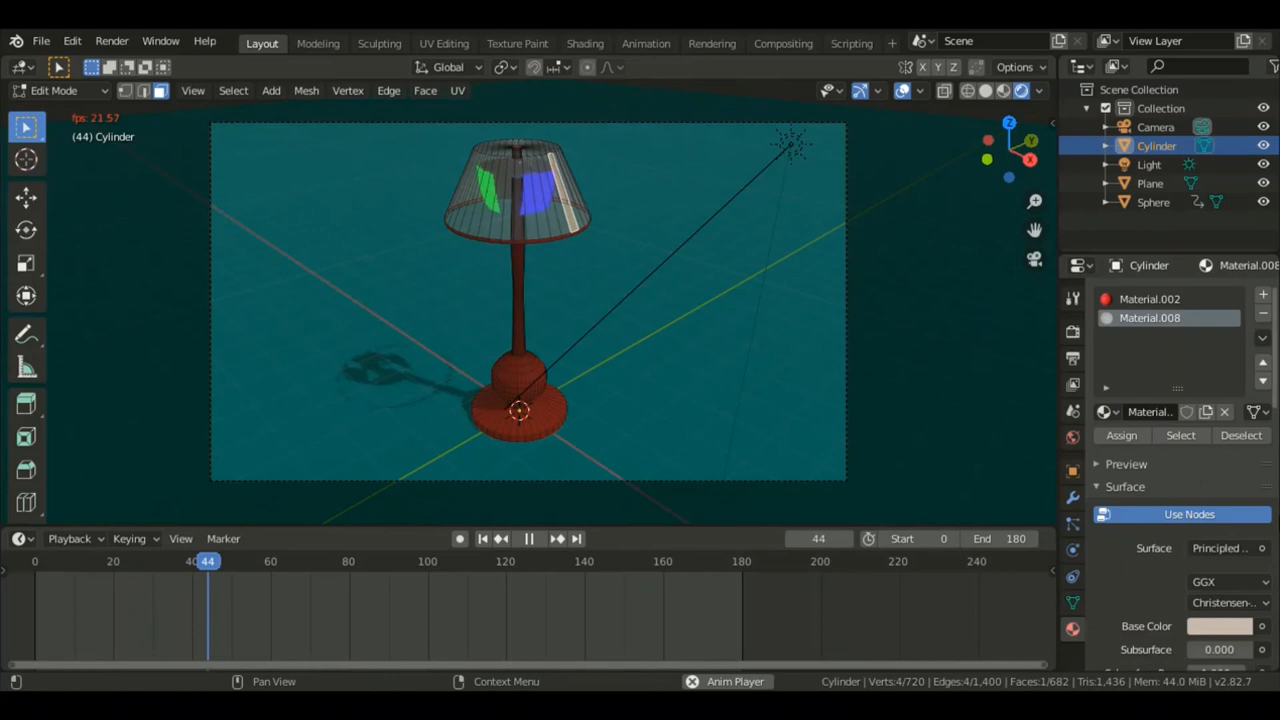 File Edit Render Window Help Layout Modeling Sculpting UV Editing Texture Paint Shading Animation Rendering Compositing Scripting + Scene View Layer
Global X Y Z Options
Edit Mode View Select Add Mesh Vertex Edge Face UV
Scene Collection
Collection
Camera
Cylinder
Light
Plane
Sphere
fps: 21.57
(44) Cylinder
Z
Y
X
Cylinder Material.008
Material.002
Material.008
Material..
Assign Select Deselect
Preview
Surface
Use Nodes
Surface Principled ..
GGX
Christensen-..
Base Color
Subsurface 0.000
Playback Keying View Marker 44 Start 0 End 180
0 20 40 44 60 80 100 120 140 160 180 200 220 240
Pan View Context Menu Anim Player Cylinder | Verts:4/720 | Edges:4/1,400 | Faces:1/682 | Tris:1,436 | Mem: 44.0 MiB | v2.82.7